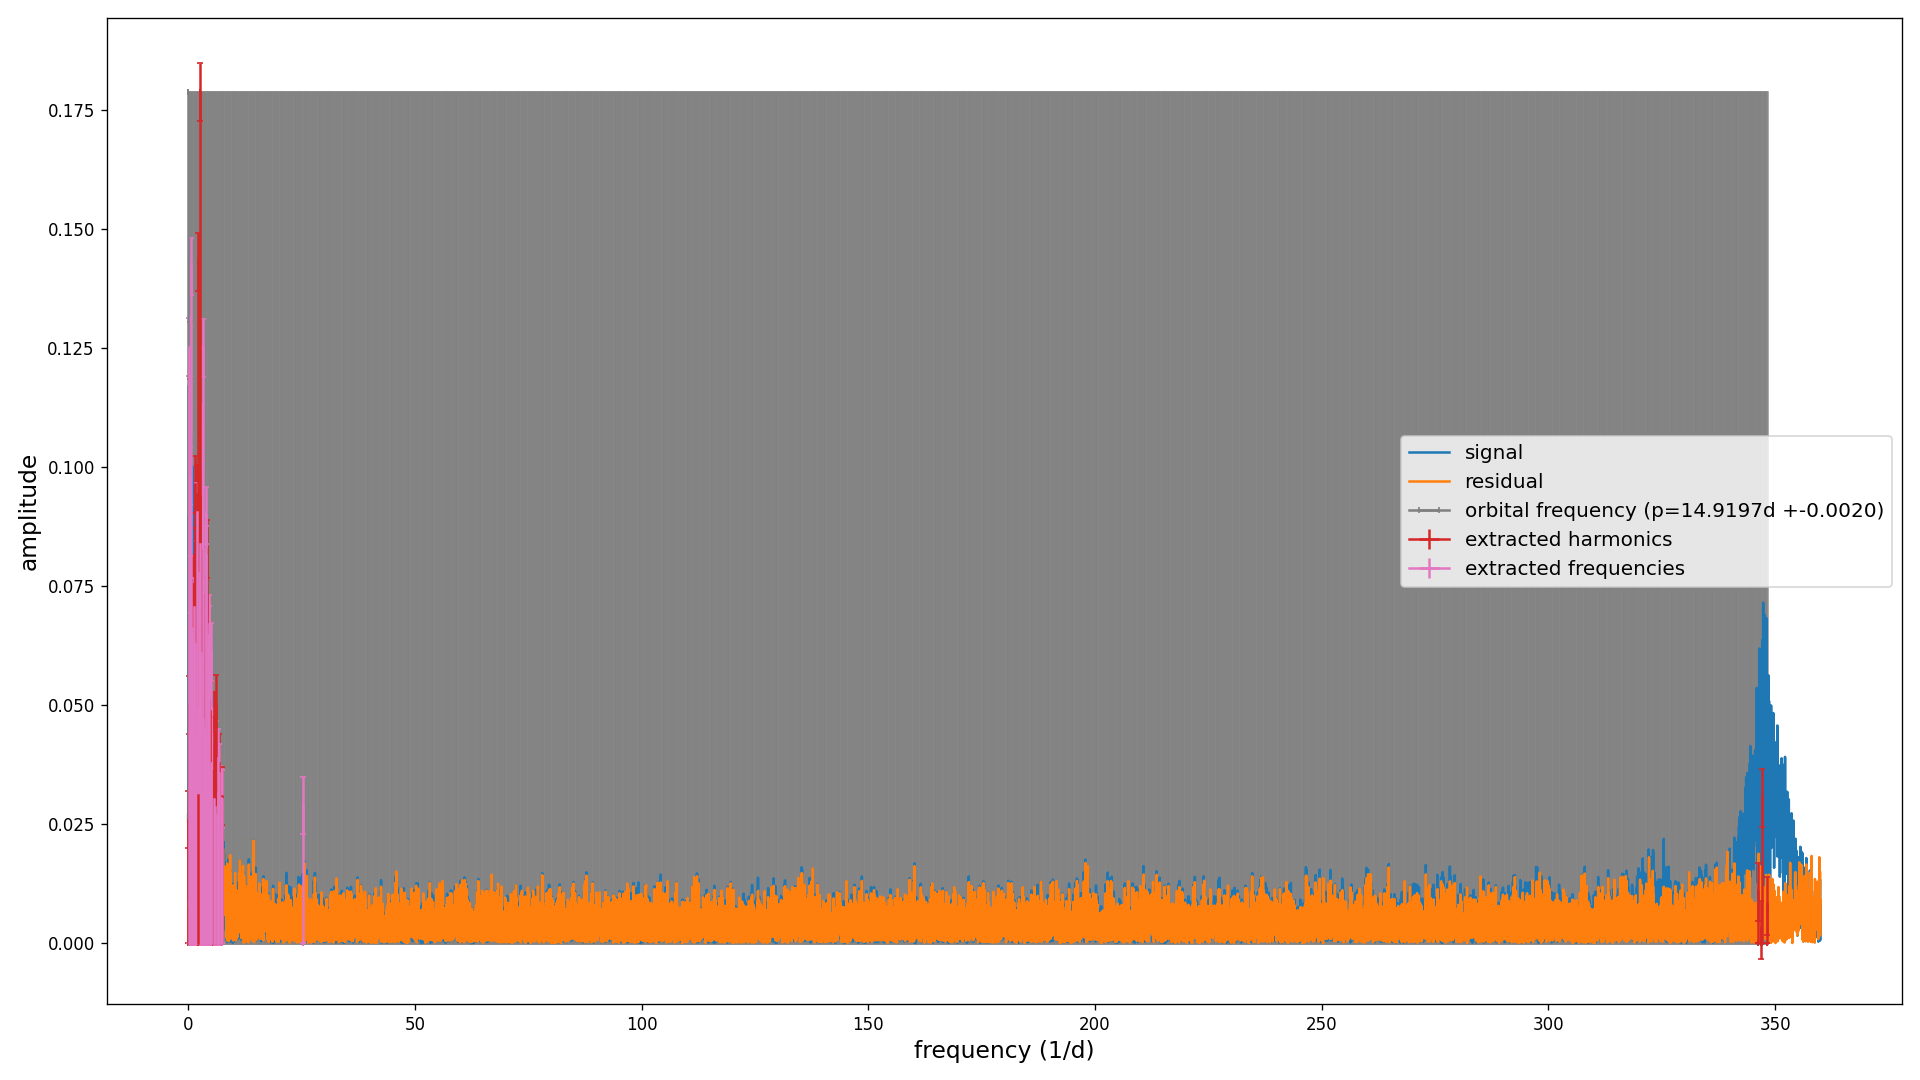 0.175
0.150
0.125
0.100
0.075
0.050
0.025
0.000
amplitude
signal
residual
orbital frequency (p=14.9197d +-0.0020)
extracted harmonics
extracted frequencies
0 50 100 150 200 250 300 350
frequency (1/d)